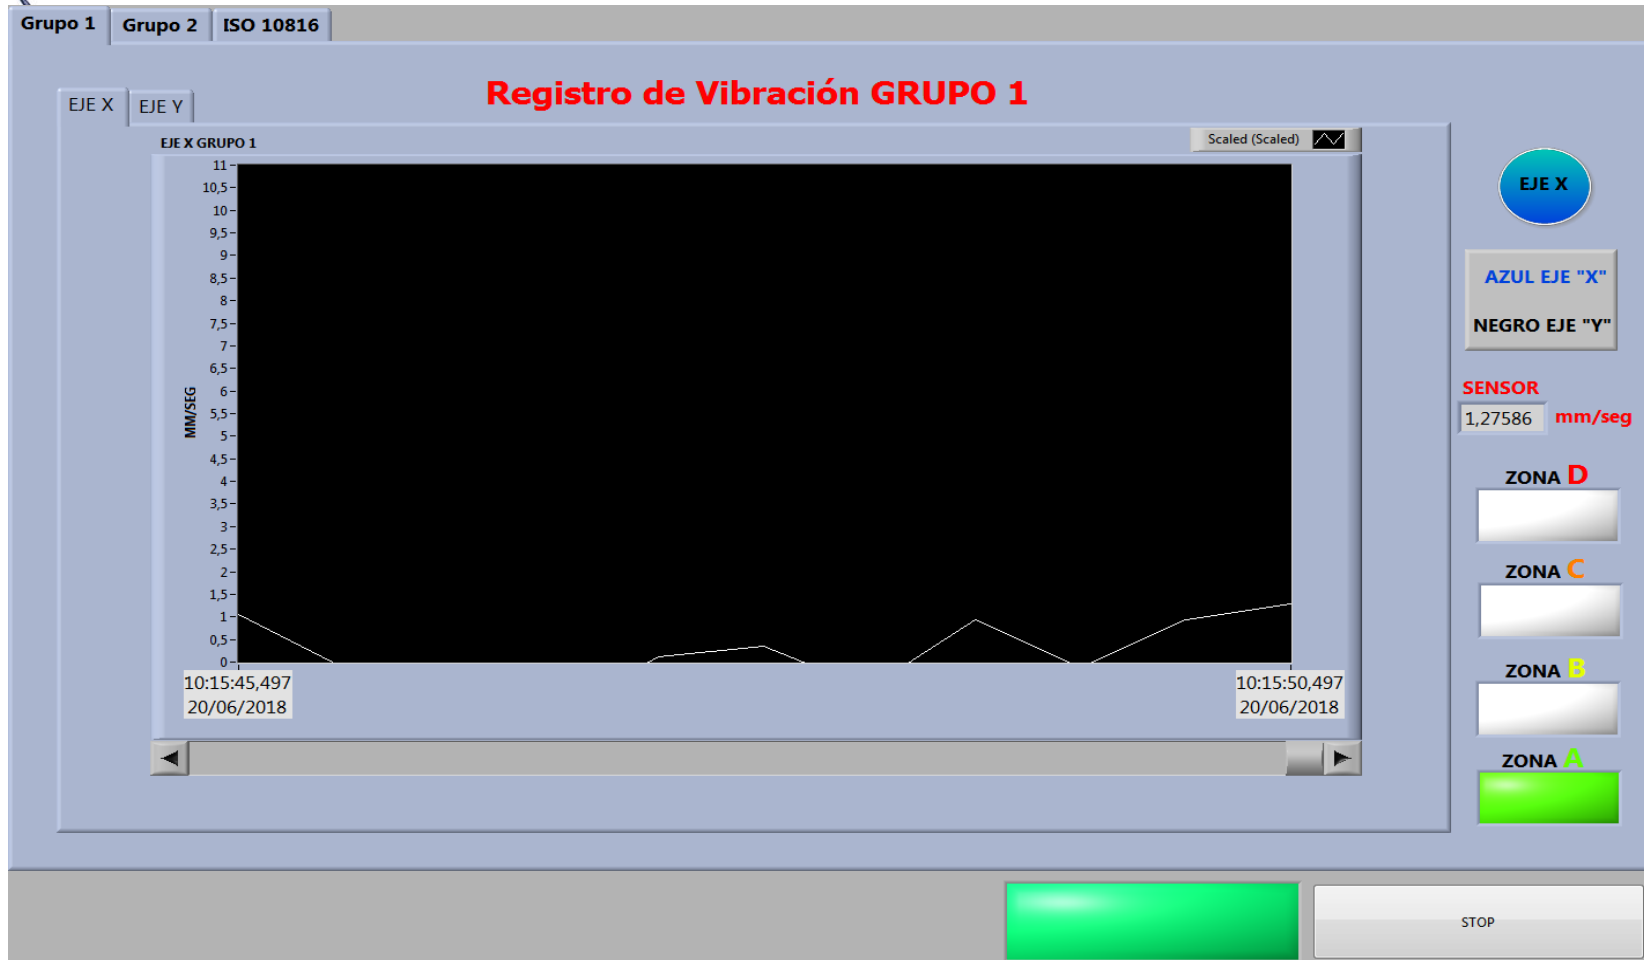 Grupo 1 Grupo 2 ISO 10816
Registro de Vibración GRUPO 1
EJE X EJE Y
EJE X GRUPO 1
Scaled (Scaled)
11
10,5
10
9,5
9
8,5
8
7,5
7
6,5
6
5,5
5
4,5
4
3,5
3
2,5
2
1,5
1
0,5
0
MM/SEG
10:15:45,497
20/06/2018
10:15:50,497
20/06/2018
EJE X
AZUL EJE "X"
NEGRO EJE "Y"
SENSOR
1,27586 mm/seg
ZONA D
ZONA C
ZONA B
ZONA A
STOP